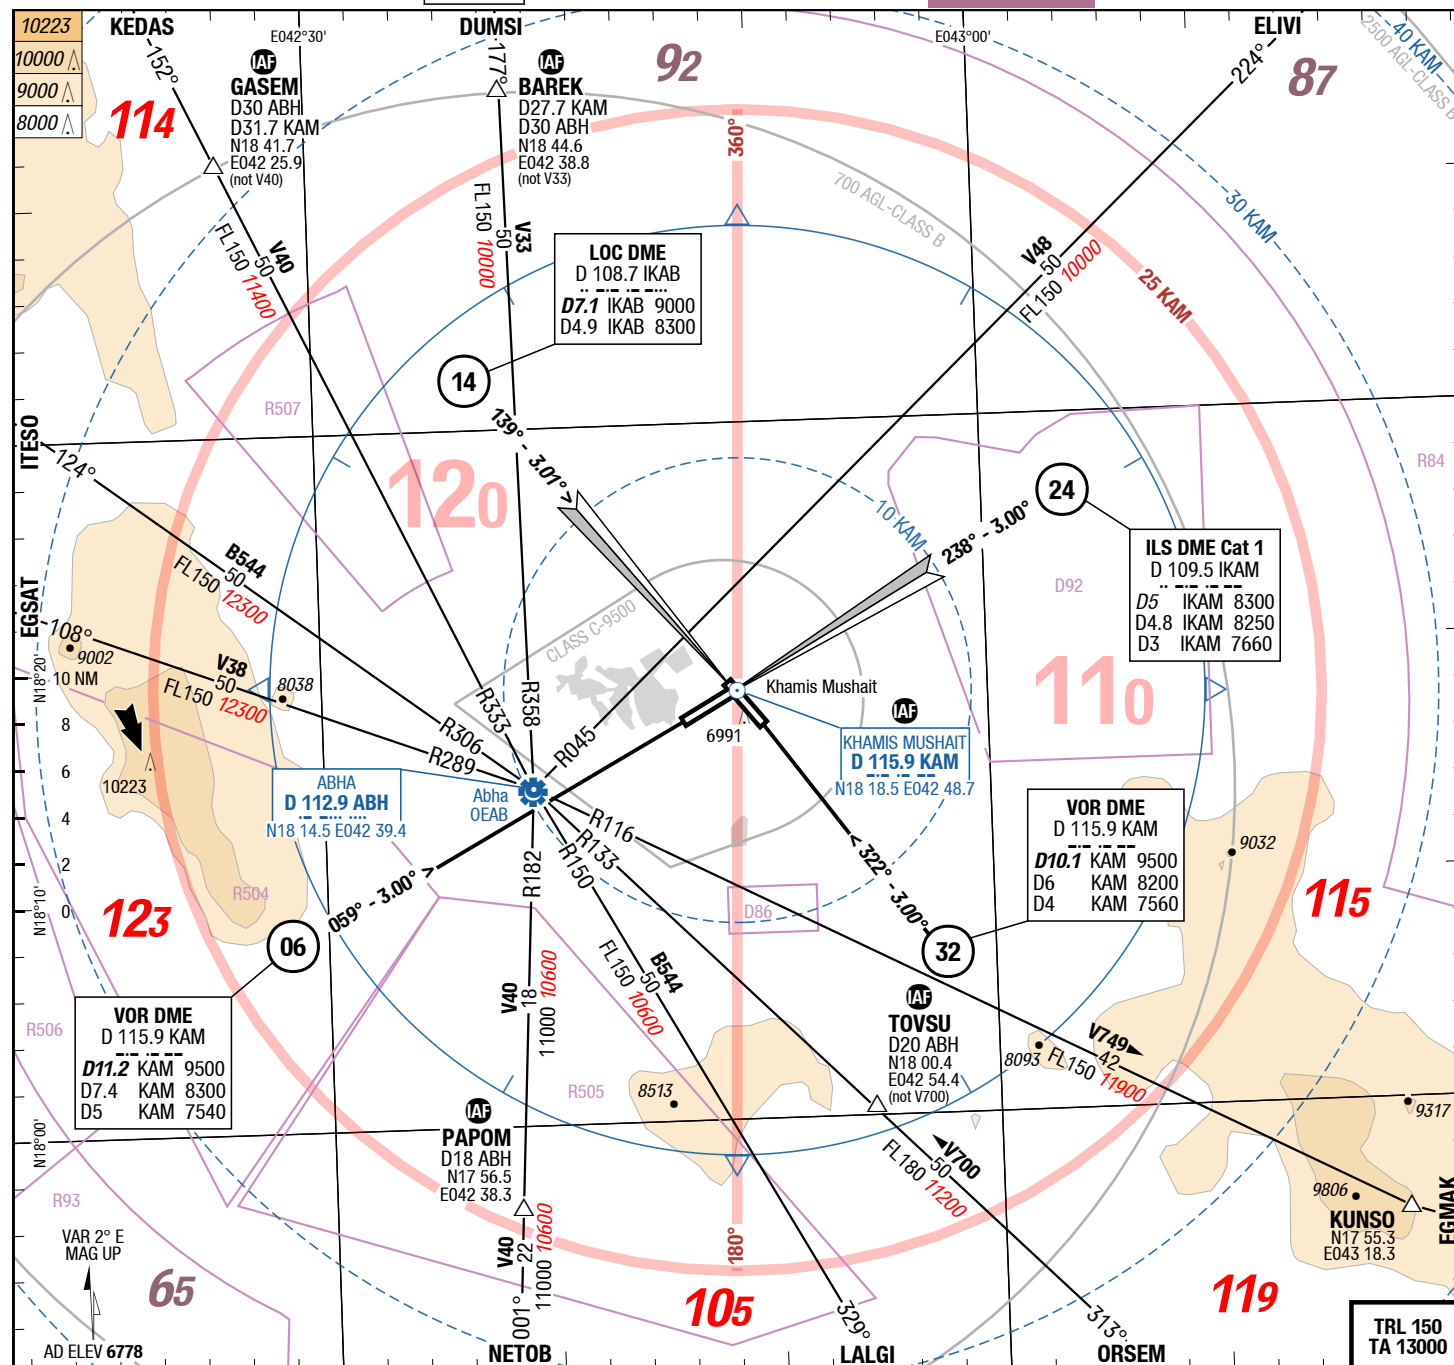 10223
10000
9000
8000
KEDAS
152°
E042°30'
DUMSI
177°
92
E043°00'
ELIVI
224°
87
40 KAM
2500 AGL-CLASS B
114
IAF
GASEM
D30 ABH
D31.7 KAM
N18 41.7
E042 25.9
(not V40)
IAF
BAREK
D27.7 KAM
D30 ABH
N18 44.6
E042 38.8
(not V33)
360°
700 AGL-CLASS B
30 KAM
25 KAM
V40
50
FL150 11400
V33
50
FL150 10000
V48
50
FL150 10000
LOC DME
D 108.7 IKAB
D7.1 IKAB 9000
D4.9 IKAB 8300
14
139° - 3.01° >
R507
120
ITESO
124°
R84
24
238° - 3.00°
10 KAM
ILS DME Cat 1
D 109.5 IKAM
D5 IKAM 8300
D4.8 IKAM 8250
D3 IKAM 7660
D92
110
B544
50
FL150 12300
EGSAT
108°
9002
N18°20'
10 NM
8
6
4
2
0
N18°10'
V38
50
FL150 12300
8038
CLASS C-9500
R333
R358
R306
R289
R045
Khamis Mushait
6991
IAF
KHAMIS MUSHAIT
D 115.9 KAM
N18 18.5 E042 48.7
10223
ABHA
D 112.9 ABH
N18 14.5 E042 39.4
Abha
OEAB
R116
R133
R150
R182
VOR DME
D 115.9 KAM
D10.1 KAM 9500
D6 KAM 8200
D4 KAM 7560
9032
115
R504
123
059° - 3.00° >
06
D86
< 322° - 3.00°
32
VOR DME
D 115.9 KAM
D11.2 KAM 9500
D7.4 KAM 8300
D5 KAM 7540
R506
V40
18
11000 10600
B544
50
FL150 10600
IAF
TOVSU
D20 ABH
N18 00.4
E042 54.4
(not V700)
8093
V749
42
FL150 11900
R505
8513
9317
N18°00'
IAF
PAPOM
D18 ABH
N17 56.5
E042 38.3
V700
50
FL180 11200
R93
9806
KUNSO
N17 55.3
E043 18.3
EGMAK
VAR 2° E
MAG UP
65
V40
22
11000 10600
180°
105
119
001°
329°
313°
AD ELEV 6778
NETOB
LALGI
ORSEM
TRL 150
TA 13000